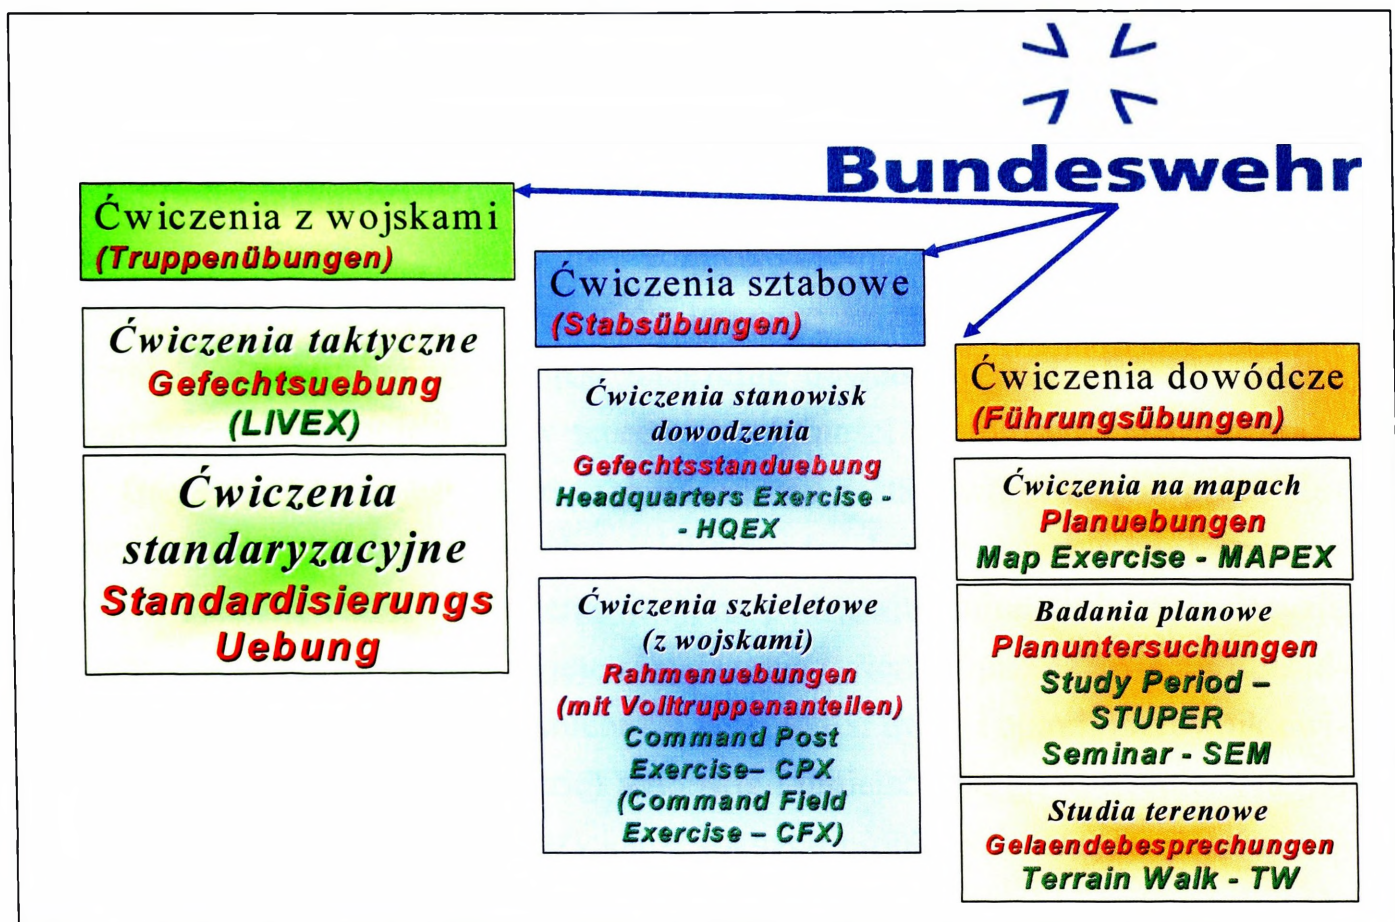 Bundeswehr
Ćwiczenia z wojskami
(Truppenübungen)
Ćwiczenia taktyczne
Gefechtsuebung
(LIVEX)
Ćwiczenia
standaryzacyjne
Standardisierungs
Uebung
Ćwiczenia sztabowe
(Stabsübungen)
Ćwiczenia stanowisk
dowodzenia
Gefechtsstanduebung
Headquarters Exercise -
- HQEX
Ćwiczenia szkieletowe
(z wojskami)
Rahmenuebungen
(mit Volltruppenanteilen)
Command Post
Exercise– CPX
(Command Field
Exercise – CFX)
Ćwiczenia dowódcze
(Führungsübungen)
Ćwiczenia na mapach
Planuebungen
Map Exercise - MAPEX
Badania planowe
Planuntersuchungen
Study Period –
STUPER
Seminar - SEM
Studia terenowe
Gelaendebesprechungen
Terrain Walk - TW